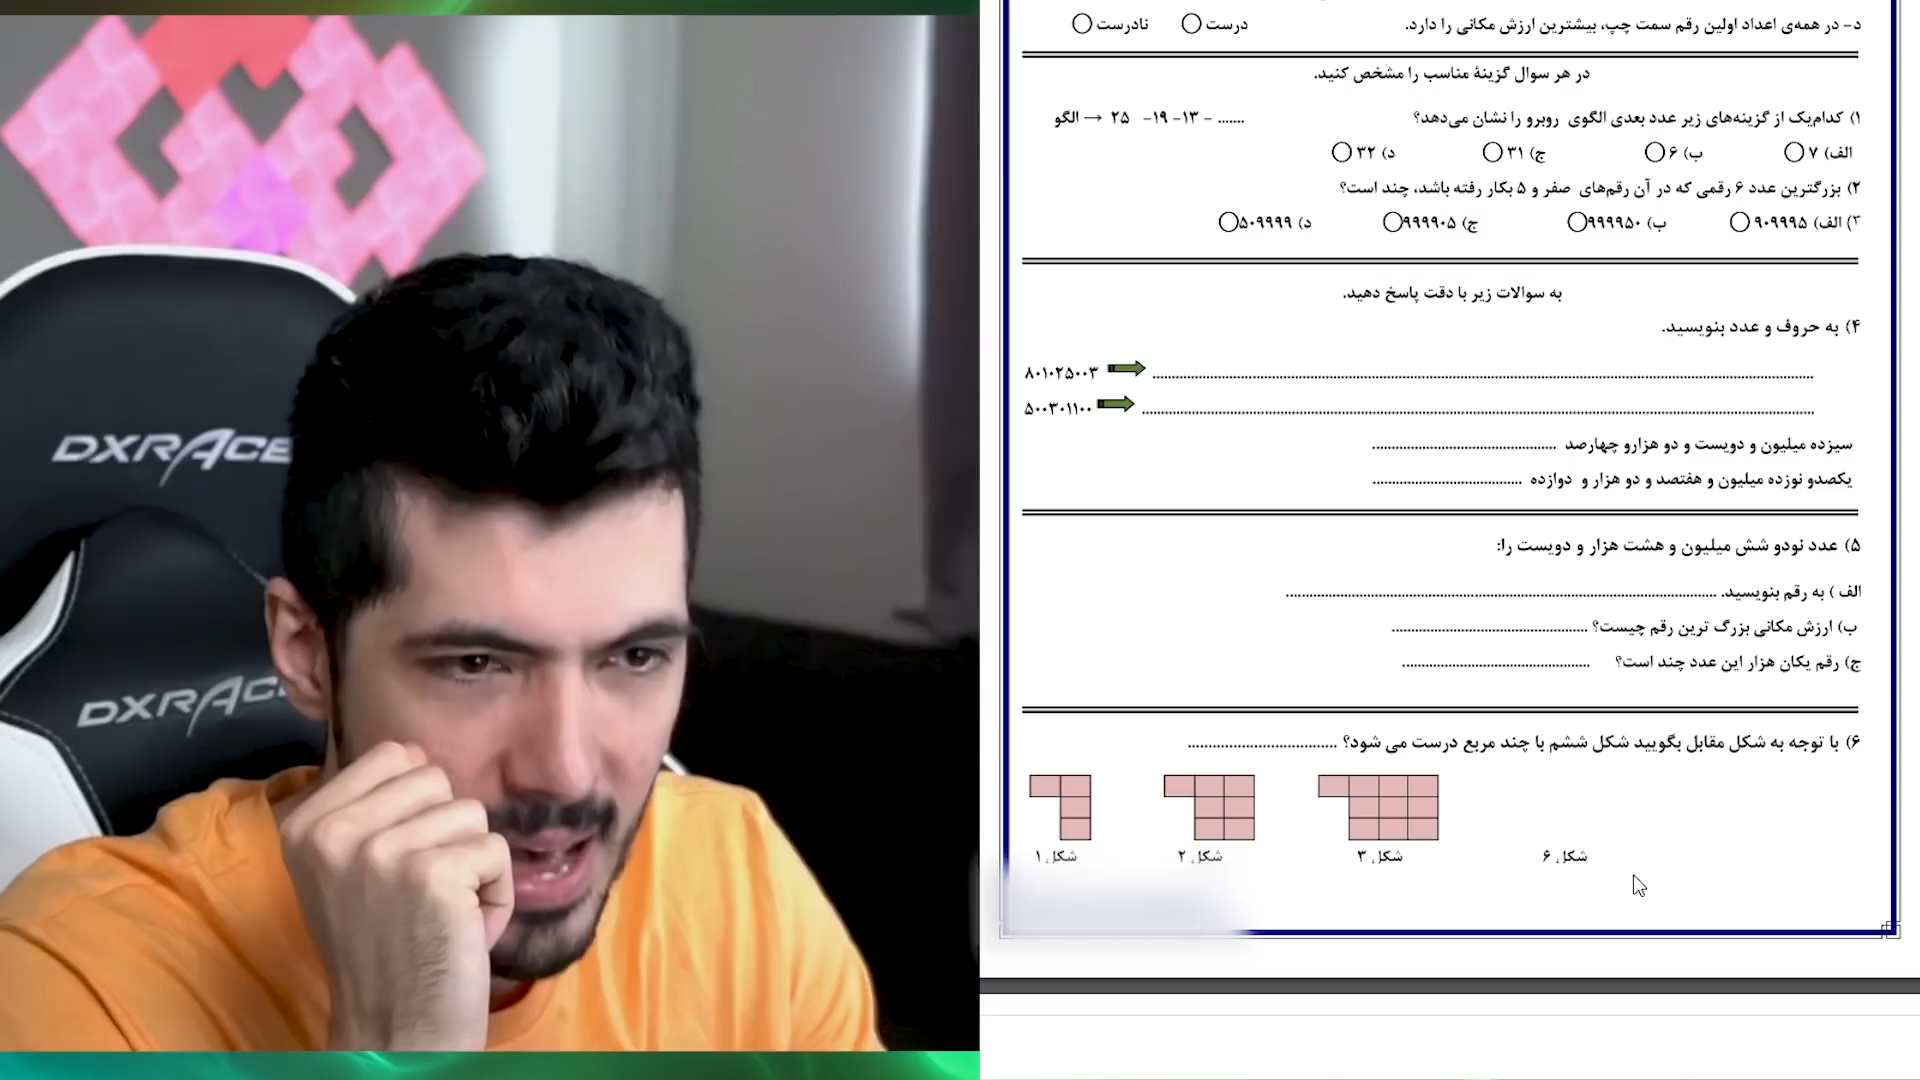 DXRACE
DXRAC
د- در همه‌ی اعداد اولین رقم سمت چپ، بیشترین ارزش مکانی را دارد. درست نادرست
در هر سوال گزینهٔ مناسب را مشخص کنید.
۱) کدام‌یک از گزینه‌های زیر عدد بعدی الگوی روبرو را نشان می‌دهد؟ ....... - ۱۳- ۱۹- ۲۵ → الگو
الف) ۷ ب) ۶ ج) ۳۱ د) ۳۲
۲) بزرگترین عدد ۶ رقمی که در آن رقم‌های صفر و ۵ بکار رفته باشد، چند است؟
۳) الف) ۹۰۹۹۹۵ ب) ۹۹۹۹۵۰ ج) ۹۹۹۹۰۵ د) ۵۰۹۹۹۹
به سوالات زیر با دقت پاسخ دهید.
۴) به حروف و عدد بنویسید.
۸۰۱۰۲۵۰۰۳ ..........
۵۰۰۳۰۱۱۰۰ ..........
سیزده میلیون و دویست و دو هزارو چهارصد ..........
یکصدو نوزده میلیون و هفتصد و دو هزار و دوازده ..........
۵) عدد نودو شش میلیون و هشت هزار و دویست را:
الف ) به رقم بنویسید. ..........
ب) ارزش مکانی بزرگ ترین رقم چیست؟ ..........
ج) رقم یکان هزار این عدد چند است؟ ..........
۶) با توجه به شکل مقابل بگویید شکل ششم با چند مربع درست می شود؟ ..........
شکل ۱ شکل ۲ شکل ۳ شکل ۶